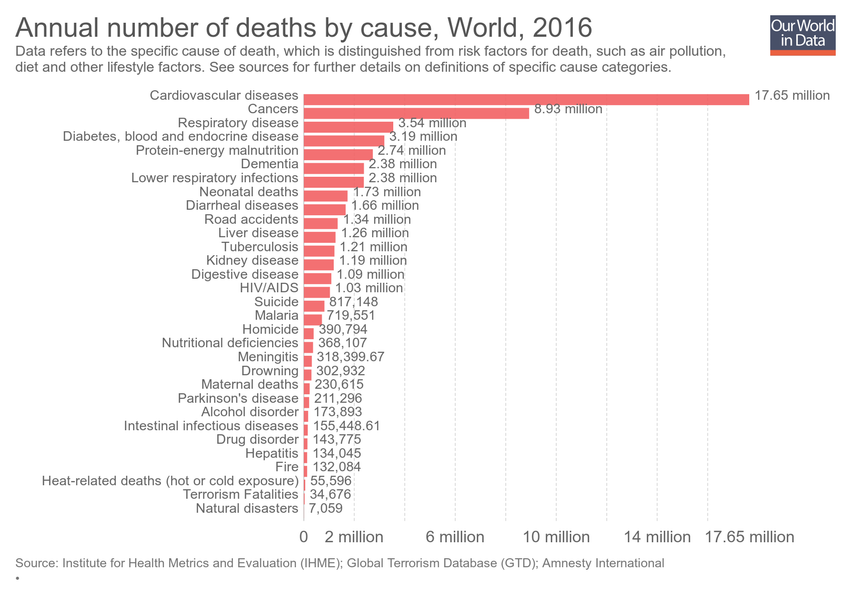 Annual number of deaths by cause, World, 2016
Our World
in Data
Data refers to the specific cause of death, which is distinguished from risk factors for death, such as air pollution,
diet and other lifestyle factors. See sources for further details on definitions of specific cause categories.
Cardiovascular diseases 17.65 million
Cancers 8.93 million
Respiratory disease 3.54 million
Diabetes, blood and endocrine disease 3.19 million
Protein-energy malnutrition 2.74 million
Dementia 2.38 million
Lower respiratory infections 2.38 million
Neonatal deaths 1.73 million
Diarrheal diseases 1.66 million
Road accidents 1.34 million
Liver disease 1.26 million
Tuberculosis 1.21 million
Kidney disease 1.19 million
Digestive disease 1.09 million
HIV/AIDS 1.03 million
Suicide 817,148
Malaria 719,551
Homicide 390,794
Nutritional deficiencies 368,107
Meningitis 318,399.67
Drowning 302,932
Maternal deaths 230,615
Parkinson's disease 211,296
Alcohol disorder 173,893
Intestinal infectious diseases 155,448.61
Drug disorder 143,775
Hepatitis 134,045
Fire 132,084
Heat-related deaths (hot or cold exposure) 55,596
Terrorism Fatalities 34,676
Natural disasters 7,059
0 2 million 6 million 10 million 14 million 17.65 million
Source: Institute for Health Metrics and Evaluation (IHME); Global Terrorism Database (GTD); Amnesty International
•